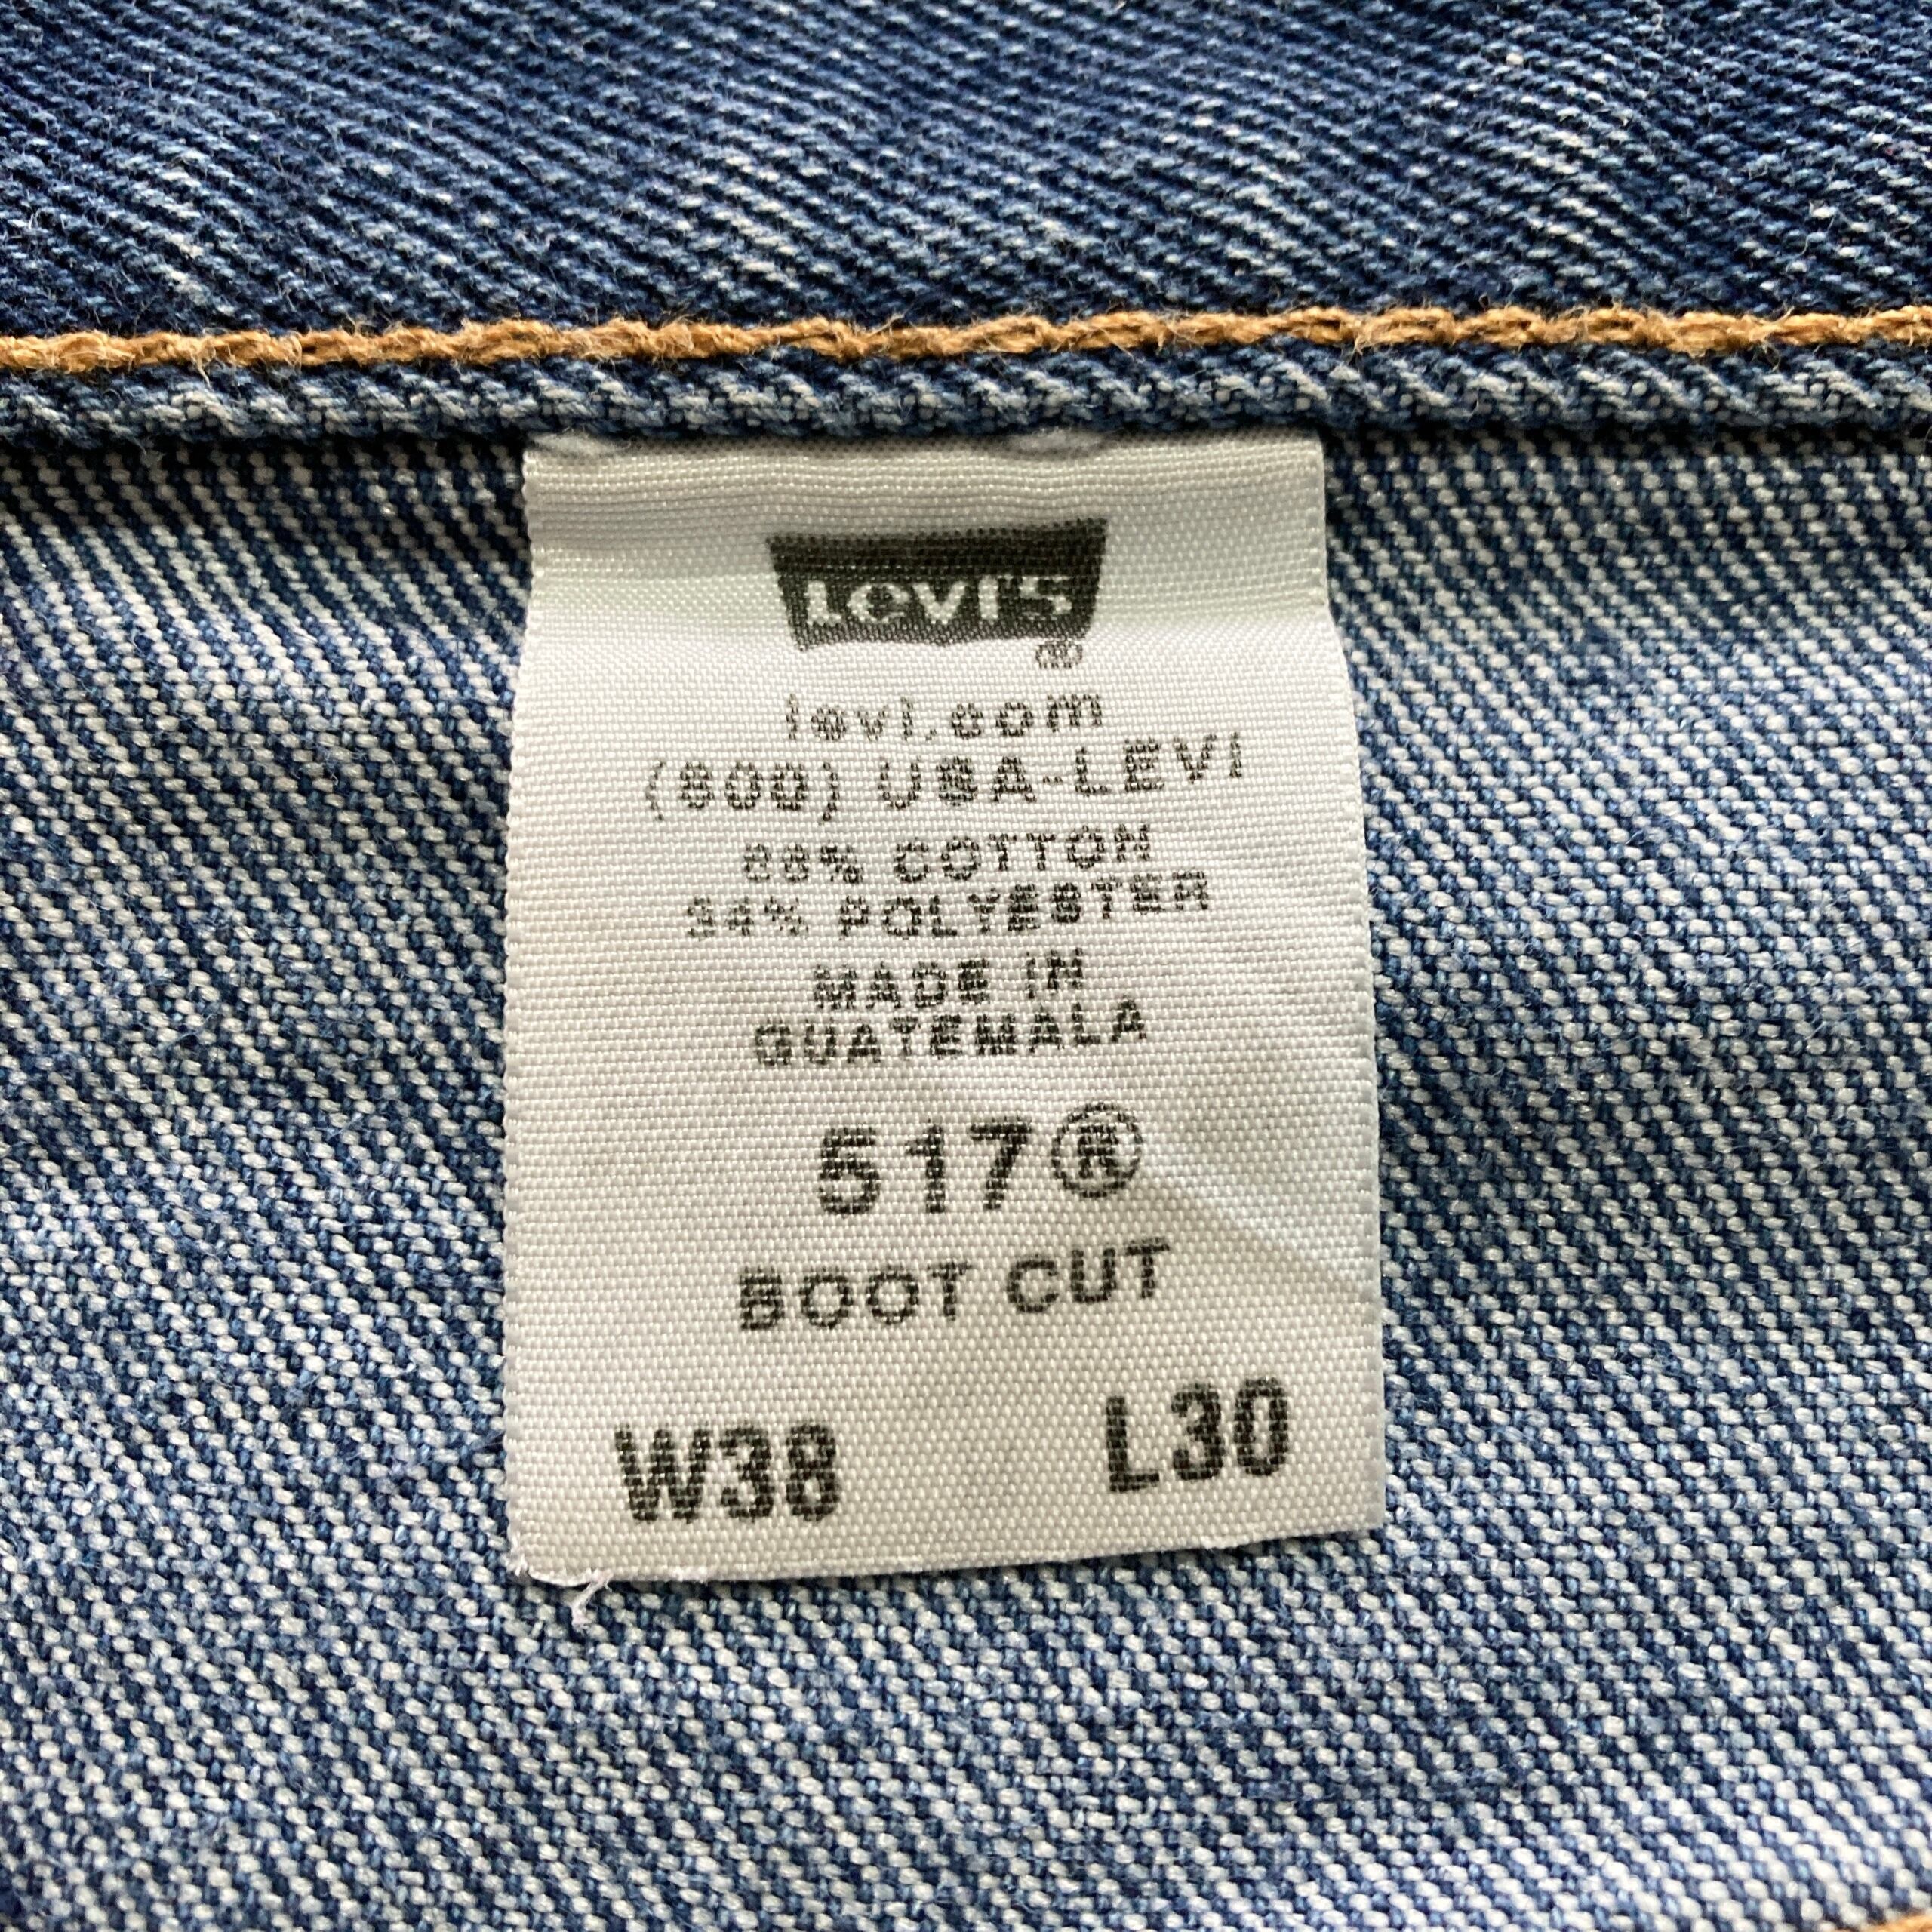 LEVI'S
®
levi.com
(800) USA-LEVI
66% COTTON
34% POLYESTER
MADE IN
GUATEMALA
517®
BOOT CUT
W38 L30